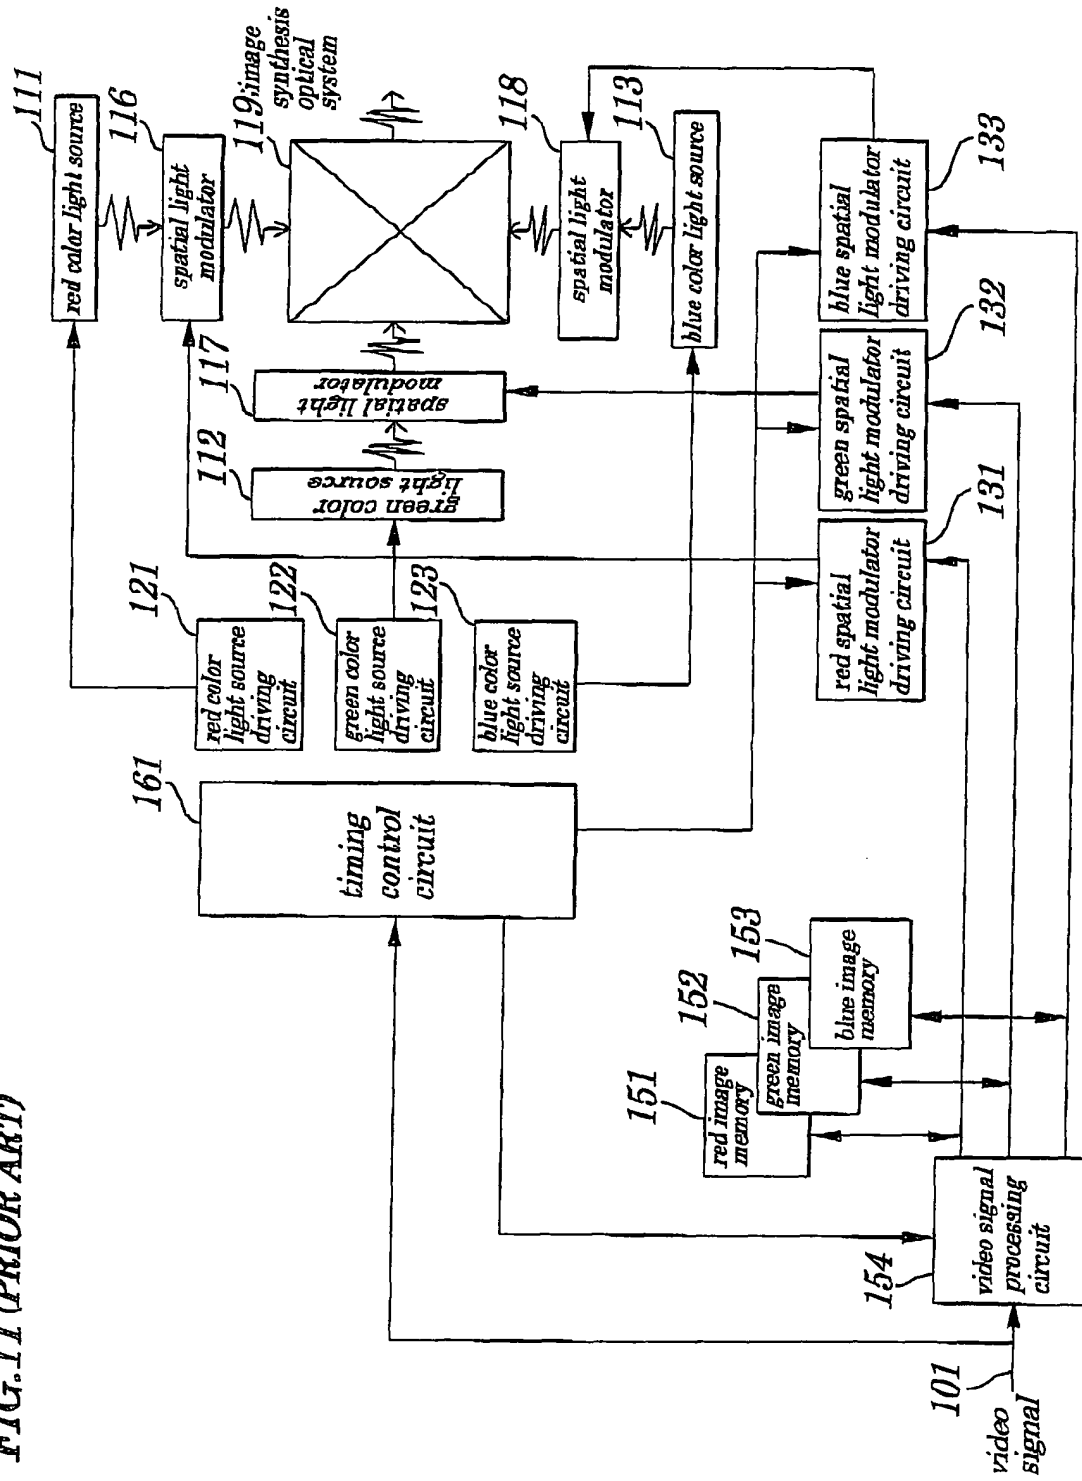 FIG.11 (PRIOR ART)
111
red color light source
116
spatial light
modulator
119;image
synthesis
optical
system
118
spatial light
modulator
113
blue color light source
117
spatial light
modulator
112
green color
light source
133
blue spatial
light modulator
driving circuit
132
green spatial
light modulator
driving circuit
131
red spatial
light modulator
driving circuit
121
red color
light source
driving
circuit
122
green color
light source
driving
circuit
123
blue color
light source
driving
circuit
161
timing
control
circuit
151
red image
memory
152
green image
memory
153
blue image
memory
154
video signal
processing
circuit
101
video
signal